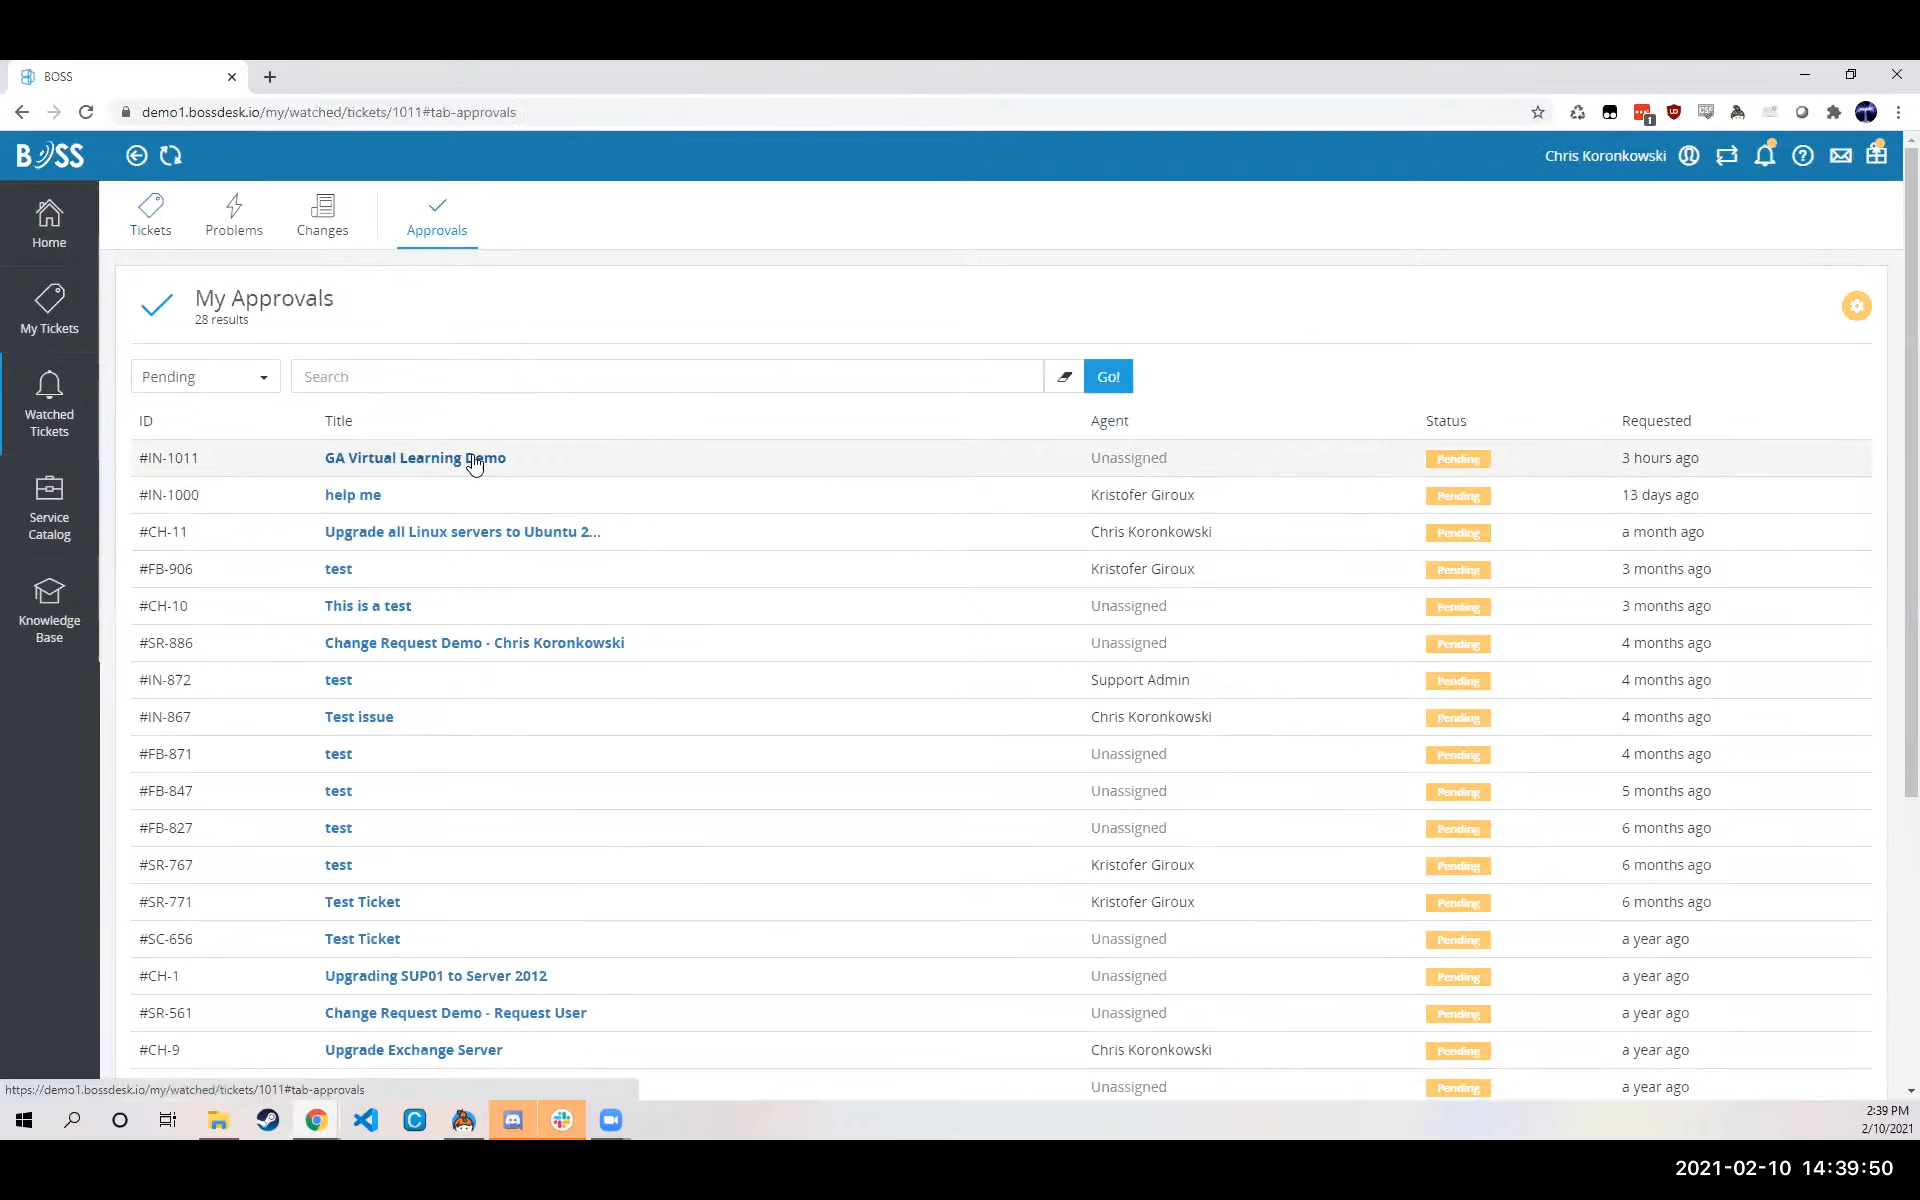 BOSS
demo1.bossdesk.io/my/watched/tickets/1011#tab-approvals
BOSS
Chris Koronkowski
Home
My Tickets
Watched
Tickets
Service
Catalog
Knowledge
Base
Tickets Problems Changes Approvals
My Approvals
28 results
Pending Search Go!
ID Title Agent Status Requested
#IN-1011 GA Virtual Learning Demo Unassigned Pending 3 hours ago
#IN-1000 help me Kristofer Giroux Pending 13 days ago
#CH-11 Upgrade all Linux servers to Ubuntu 2... Chris Koronkowski Pending a month ago
#FB-906 test Kristofer Giroux Pending 3 months ago
#CH-10 This is a test Unassigned Pending 3 months ago
#SR-886 Change Request Demo - Chris Koronkowski Unassigned Pending 4 months ago
#IN-872 test Support Admin Pending 4 months ago
#IN-867 Test issue Chris Koronkowski Pending 4 months ago
#FB-871 test Unassigned Pending 4 months ago
#FB-847 test Unassigned Pending 5 months ago
#FB-827 test Unassigned Pending 6 months ago
#SR-767 test Kristofer Giroux Pending 6 months ago
#SR-771 Test Ticket Kristofer Giroux Pending 6 months ago
#SC-656 Test Ticket Unassigned Pending a year ago
#CH-1 Upgrading SUP01 to Server 2012 Unassigned Pending a year ago
#SR-561 Change Request Demo - Request User Unassigned Pending a year ago
#CH-9 Upgrade Exchange Server Chris Koronkowski Pending a year ago
Unassigned Pending a year ago
https://demo1.bossdesk.io/my/watched/tickets/1011#tab-approvals
2:39 PM
2/10/2021
2021-02-10 14:39:50